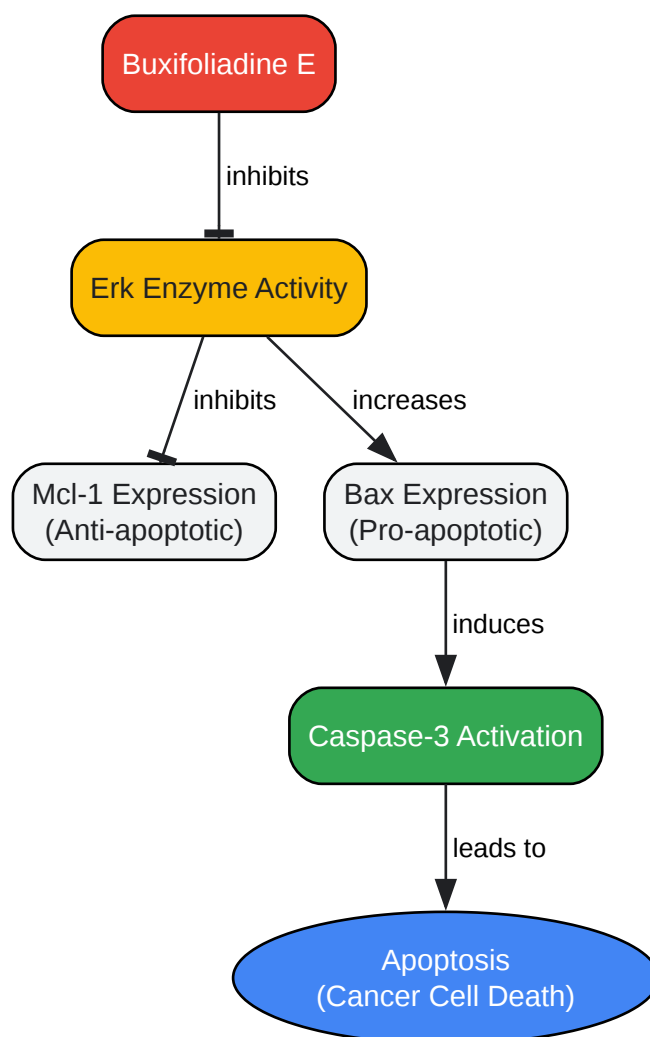 Buxifoliadine E
inhibits
Erk Enzyme Activity
inhibits
increases
Mcl-1 Expression
(Anti-apoptotic)
Bax Expression
(Pro-apoptotic)
induces
Caspase-3 Activation
leads to
Apoptosis
(Cancer Cell Death)